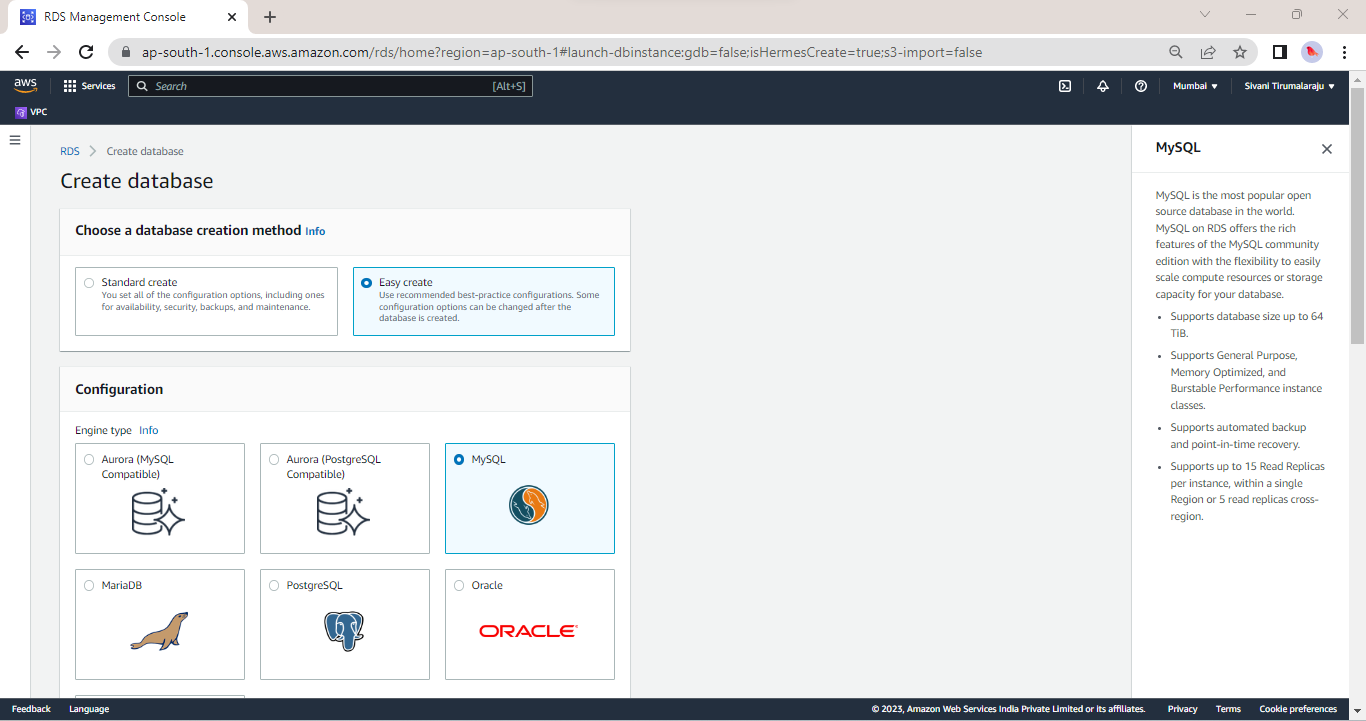 RDS Management Console
ap-south-1.console.aws.amazon.com/rds/home?region=ap-south-1#launch-dbinstance:gdb=false;isHermesCreate=true;s3-import=false
aws
Services
Search
[Alt+S]
Mumbai
Sivani Tirumalaraju
VPC
RDS
Create database
Create database
Choose a database creation method Info
Standard create
You set all of the configuration options, including ones
for availability, security, backups, and maintenance.
Easy create
Use recommended best-practice configurations. Some
configuration options can be changed after the
database is created.
Configuration
Engine type Info
Aurora (MySQL
Compatible)
Aurora (PostgreSQL
Compatible)
MySQL
MariaDB
PostgreSQL
Oracle
ORACLE
MySQL
MySQL is the most popular open
source database in the world.
MySQL on RDS offers the rich
features of the MySQL community
edition with the flexibility to easily
scale compute resources or storage
capacity for your database.
• Supports database size up to 64
TiB.
• Supports General Purpose,
Memory Optimized, and
Burstable Performance instance
classes.
• Supports automated backup
and point-in-time recovery.
• Supports up to 15 Read Replicas
per instance, within a single
Region or 5 read replicas cross-
region.
Feedback
Language
© 2023, Amazon Web Services India Private Limited or its affiliates.
Privacy
Terms
Cookie preferences